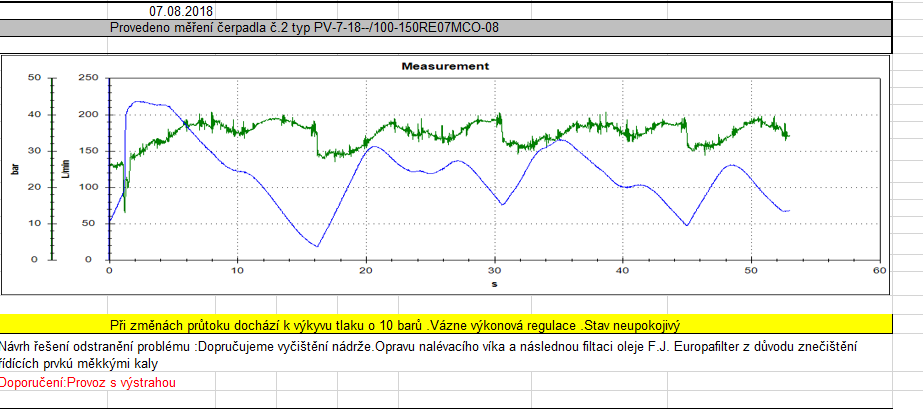 07.08.2018
Provedeno měření čerpadla č.2 typ PV-7-18--/100-150RE07MCO-08
Measurement
50 250
40 200
30 150
20 100
10 50
0 0
bar L/min
0 10 20 30 40 50 60
s
Při změnách průtoku dochází k výkyvu tlaku o 10 barů .Vázne výkonová regulace .Stav neupokojivý
Návrh řešení odstranění problému :Dopručujeme vyčištění nádrže.Opravu nalévacího víka a následnou filtaci oleje F.J. Europafilter z důvodu znečištění
řídících prvků měkkými kaly
Doporučení:Provoz s výstrahou